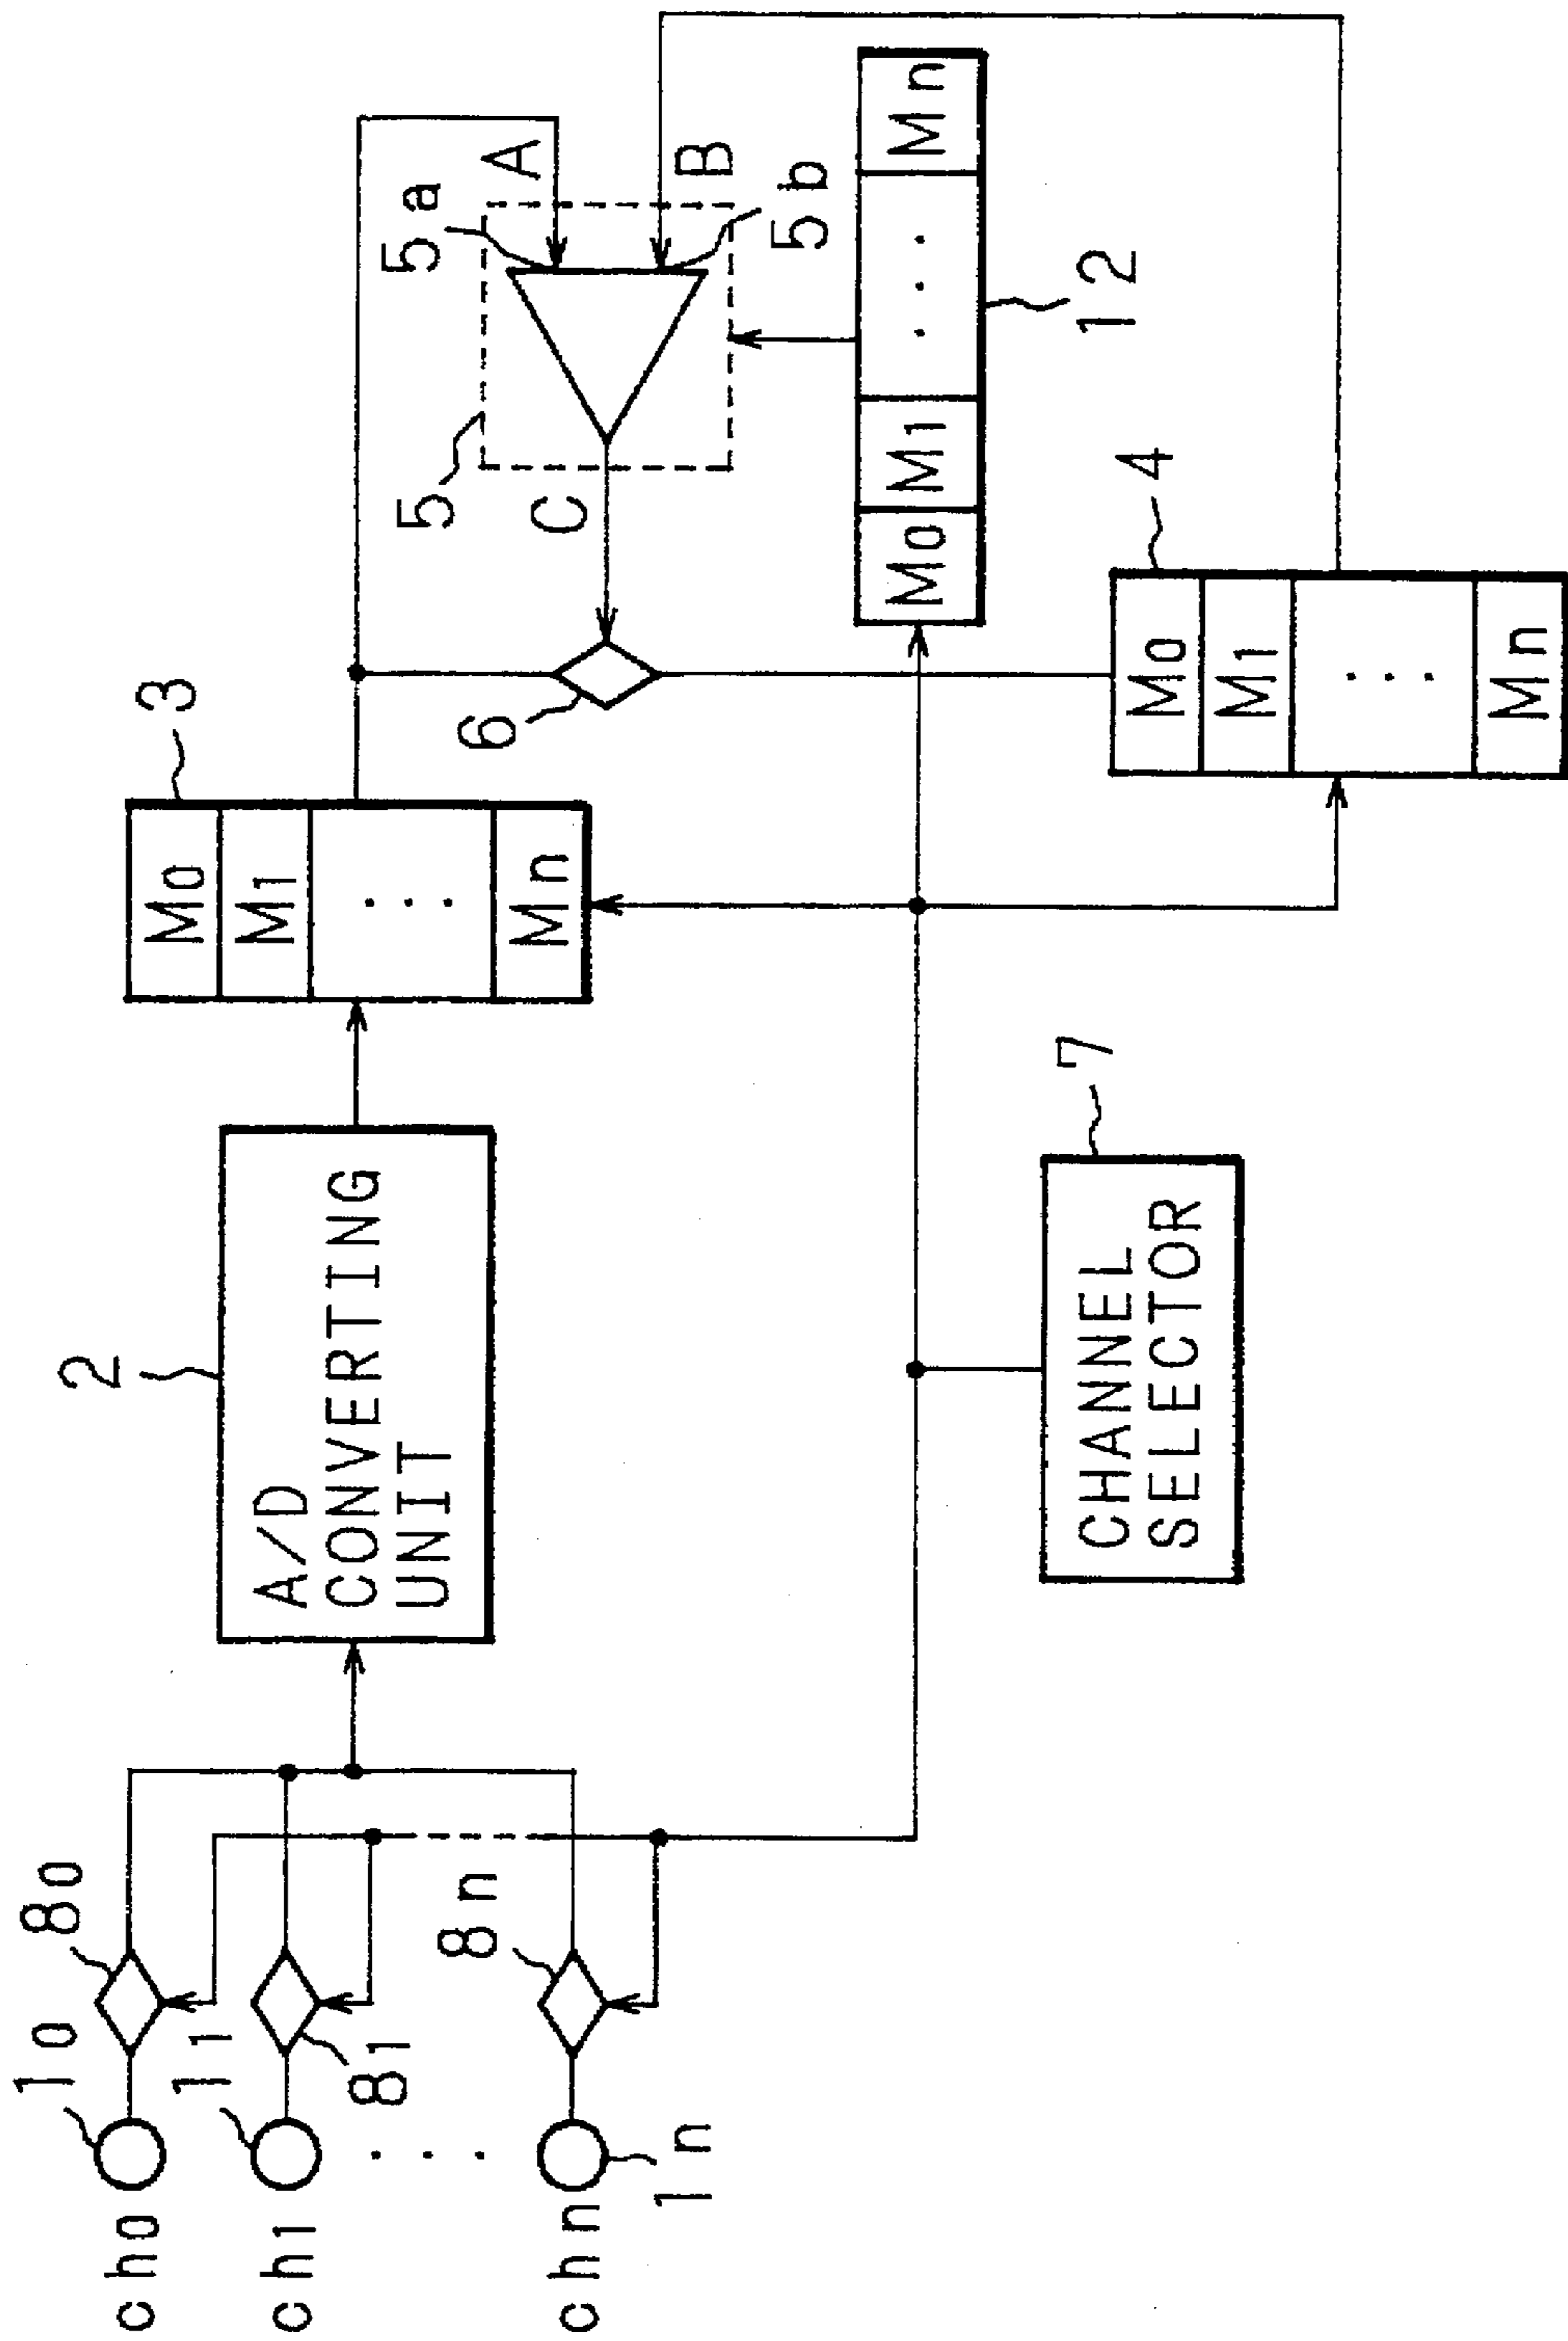 ch0
ch1
chn
10
11
1n
80
81
8n
2
A/D
CONVERTING
UNIT
3
M0
M1
...
Mn
6
5
5a
5b
A
B
C
12
M0
M1
...
Mn
4
M0
M1
...
Mn
7
CHANNEL
SELECTOR